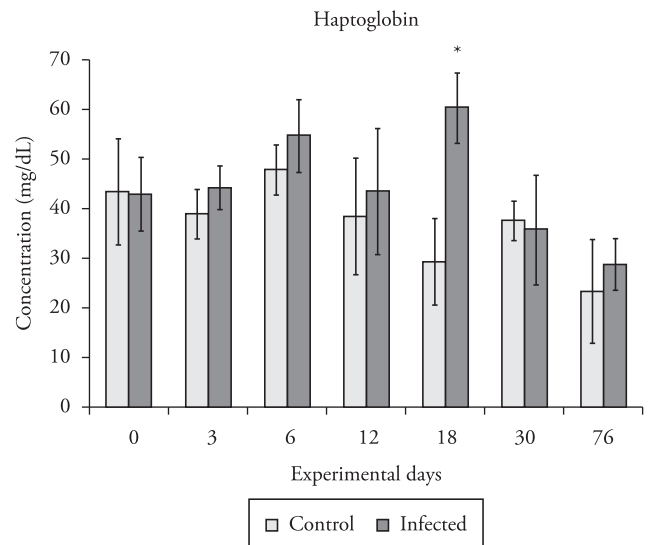 Haptoglobin
*
70
60
50
40
30
20
10
0
Concentration (mg/dL)
0 3 6 12 18 30 76
Experimental days
Control Infected